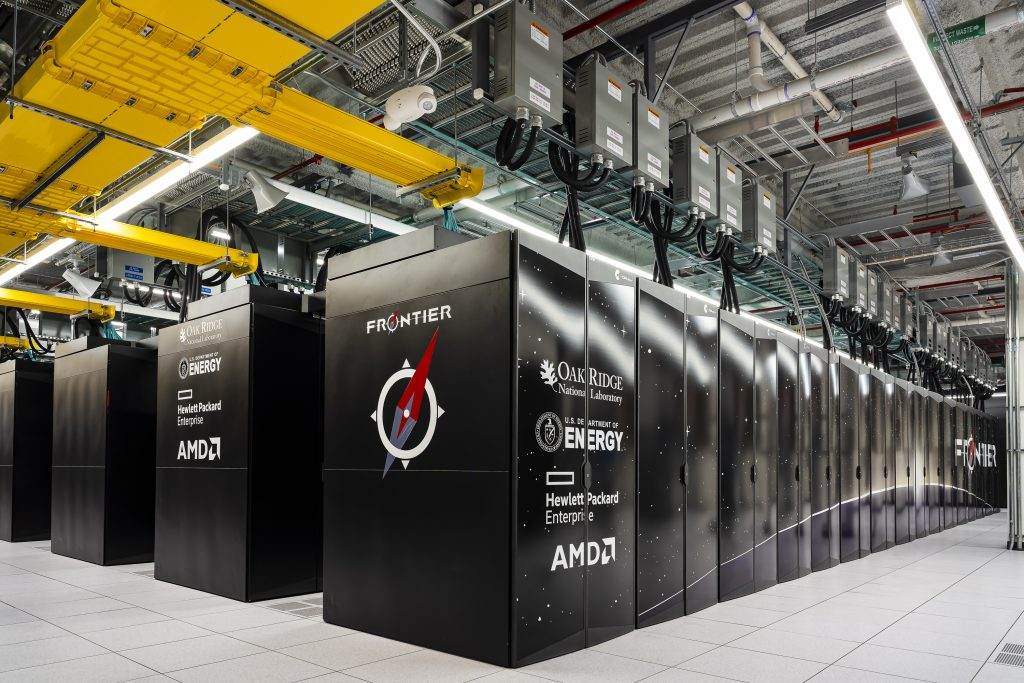 FRONTIER
OAK RIDGE
National Laboratory
U.S. DEPARTMENT OF
ENERGY
Hewlett Packard
Enterprise
AMD
OAK RIDGE
National Laboratory
U.S. DEPARTMENT OF
ENERGY
Hewlett Packard
Enterprise
AMD
FRONTIER